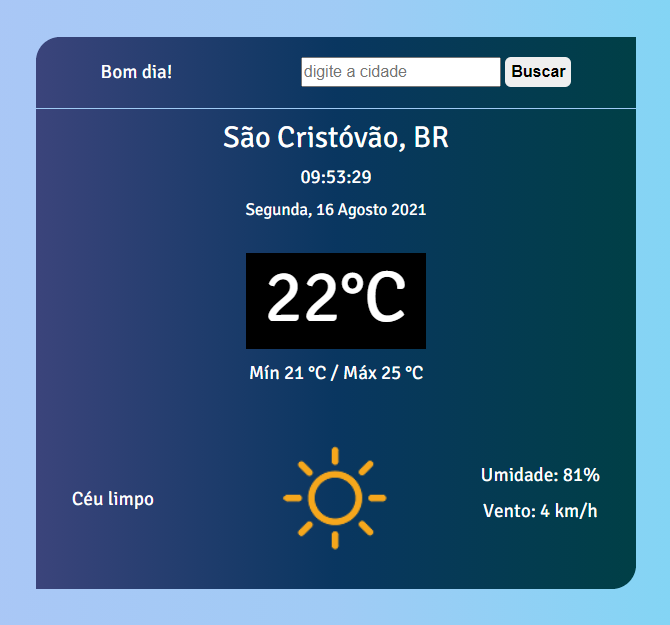 Bom dia!
digite a cidade
Buscar
São Cristóvão, BR
09:53:29
Segunda, 16 Agosto 2021
22°C
Mín 21 °C / Máx 25 °C
Céu limpo
Umidade: 81%
Vento: 4 km/h